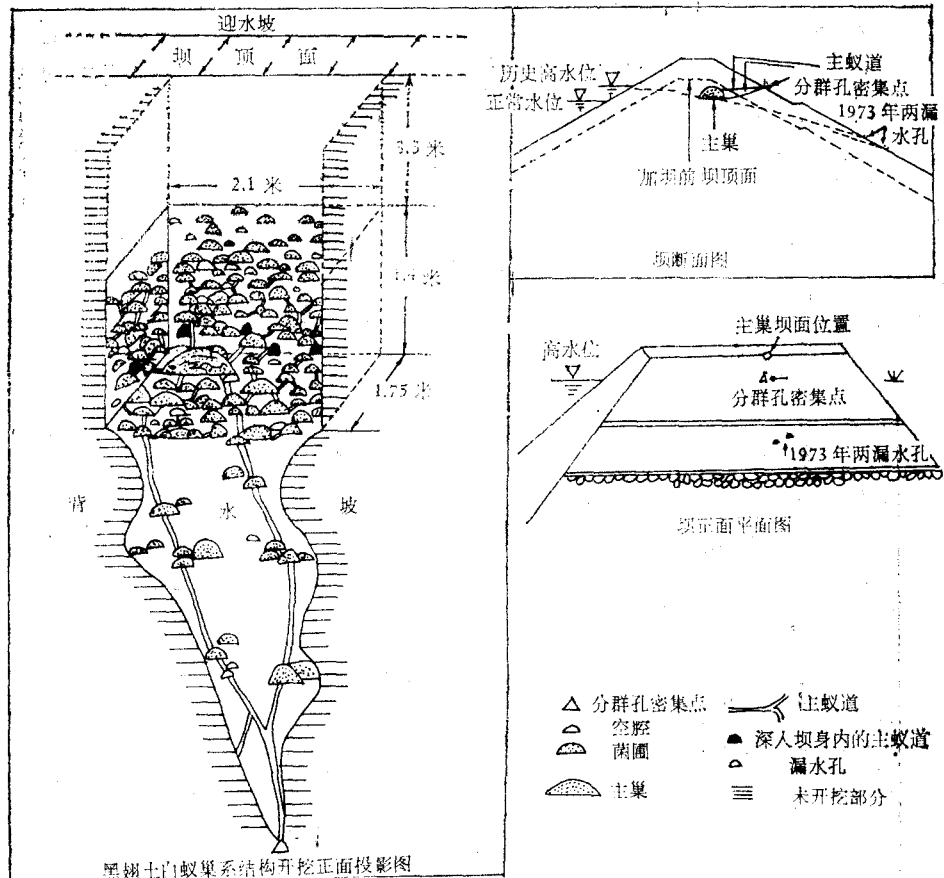 迎水坡
坝 顶 面
3.3 米
2.1 米
1.4 米
1.75 米
背 水 坡
黑翅土白蚁巢系结构开挖正面投影图
历史高水位
正常水位
主蚁道
分群孔密集点
1973 年两漏
水孔
主巢
加坝前坝顶面
坝断面图
主巢坝面位置
高水位
分群孔密集点
1973 年两漏水孔
坝正面平面图
分群孔密集点
主蚁道
空腔
深入坝身内的主蚁道
菌圃
漏水孔
主巢
未开挖部分